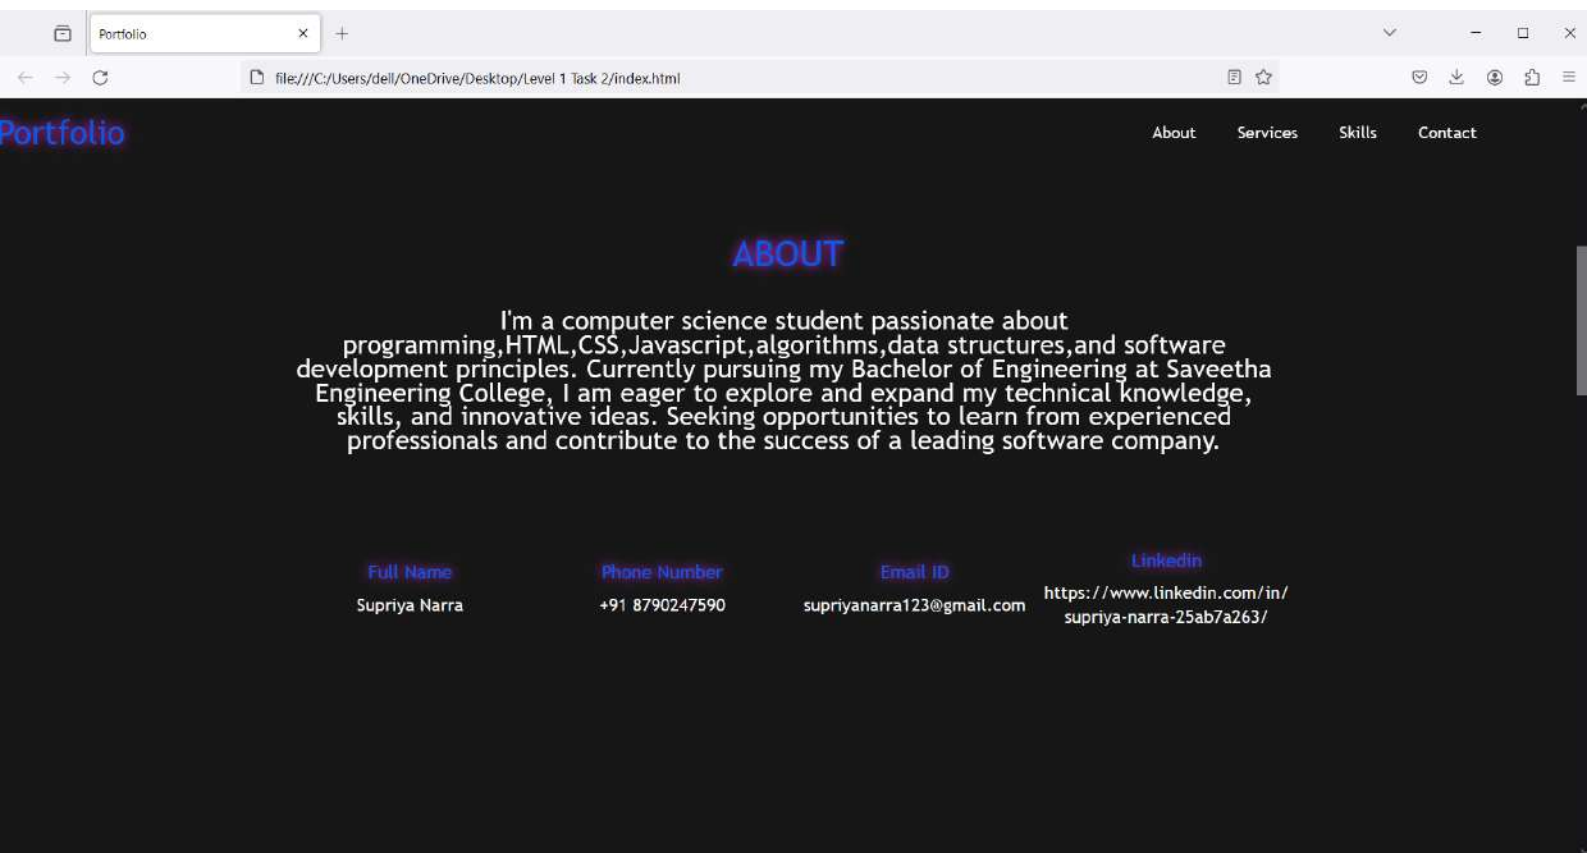 Portfolio
file:///C:/Users/dell/OneDrive/Desktop/Level 1 Task 2/index.html
Portfolio
About Services Skills Contact
ABOUT
I'm a computer science student passionate about
programming,HTML,CSS,Javascript,algorithms,data structures,and software
development principles. Currently pursuing my Bachelor of Engineering at Saveetha
Engineering College, I am eager to explore and expand my technical knowledge,
skills, and innovative ideas. Seeking opportunities to learn from experienced
professionals and contribute to the success of a leading software company.
Full Name
Supriya Narra
Phone Number
+91 8790247590
Email ID
supriyanarra123@gmail.com
Linkedin
https://www.linkedin.com/in/
supriya-narra-25ab7a263/